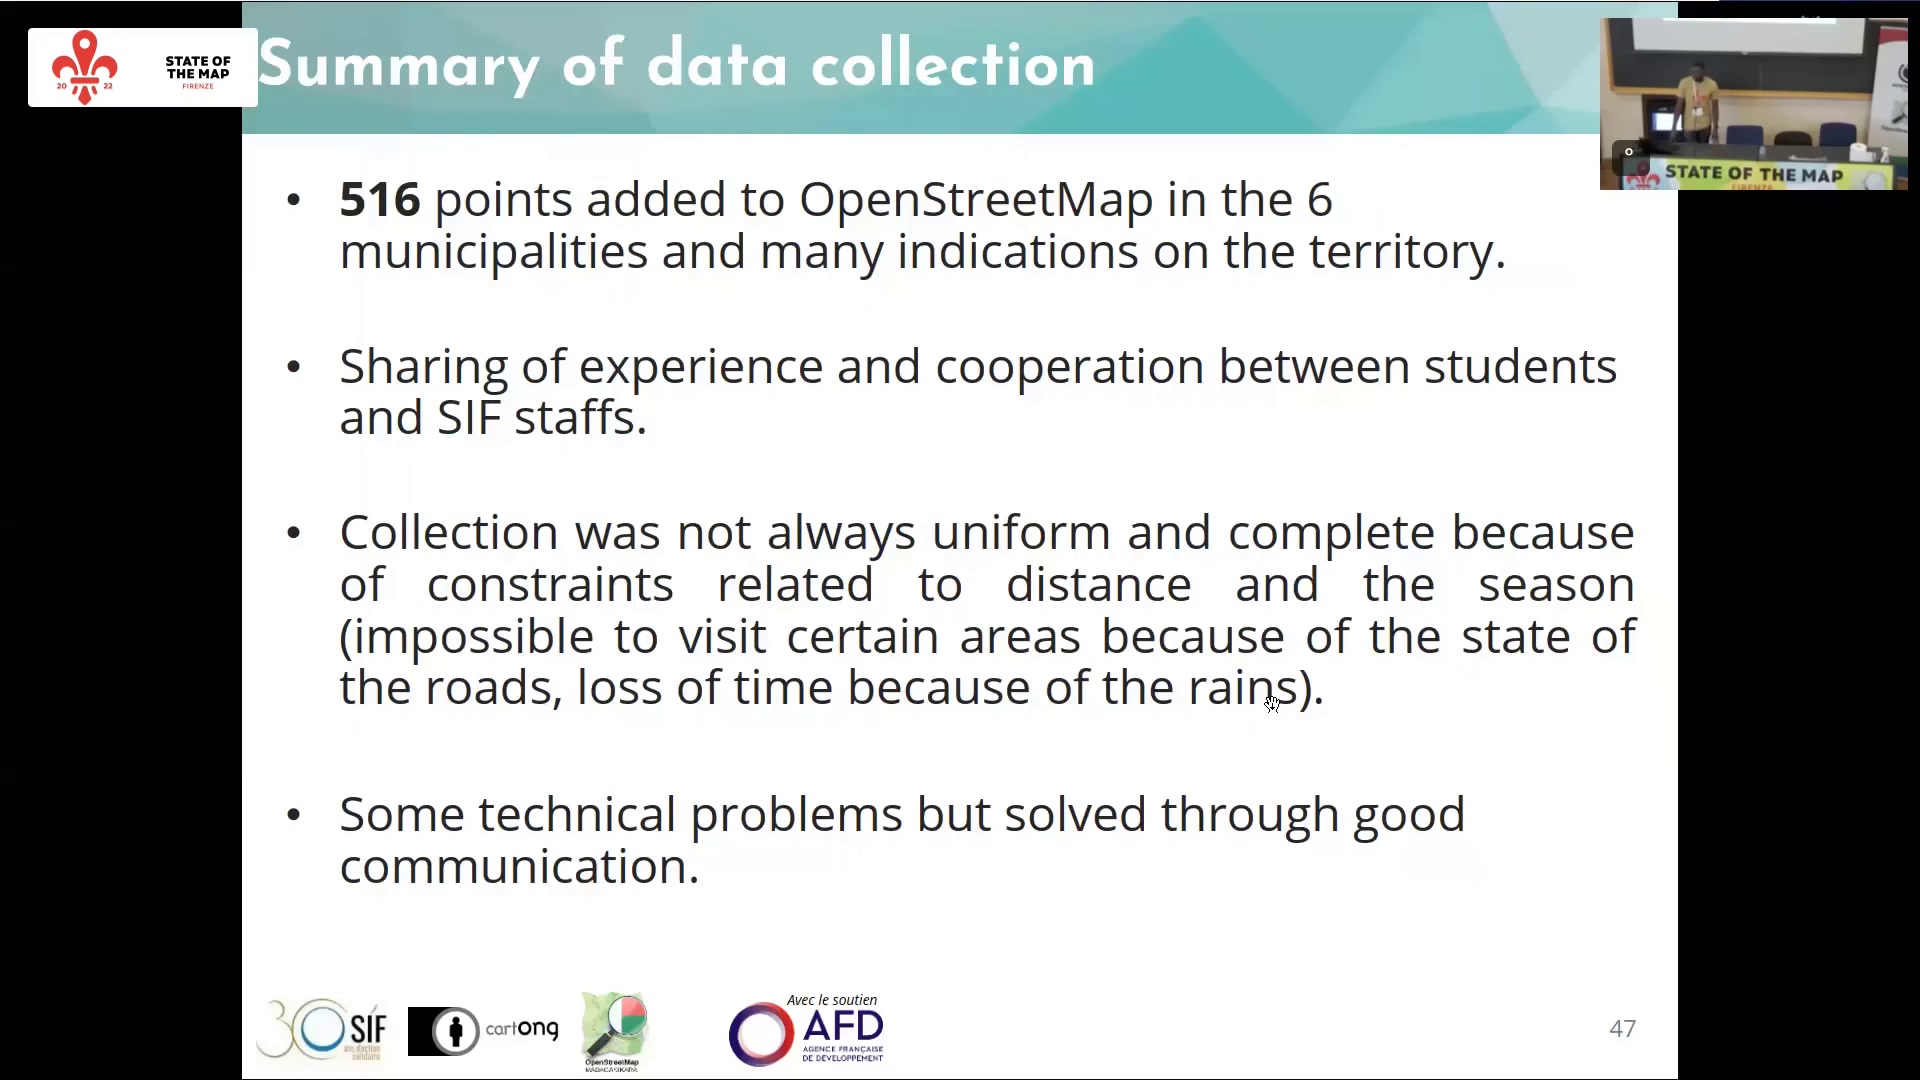 STATE OF
THE MAP
FIRENZE
20 22
Summary of data collection
STATE OF THE MAP
FIRENZE
• 516 points added to OpenStreetMap in the 6
municipalities and many indications on the territory.
• Sharing of experience and cooperation between students
and SIF staffs.
• Collection was not always uniform and complete because
of constraints related to distance and the season
(impossible to visit certain areas because of the state of
the roads, loss of time because of the rains).
• Some technical problems but solved through good
communication.
30 SIF
ans d'action
solidaire
cartONG
OpenStreetMap
MADAGASIKARA
Avec le soutien
AFD
AGENCE FRANÇAISE
DE DÉVELOPPEMENT
47